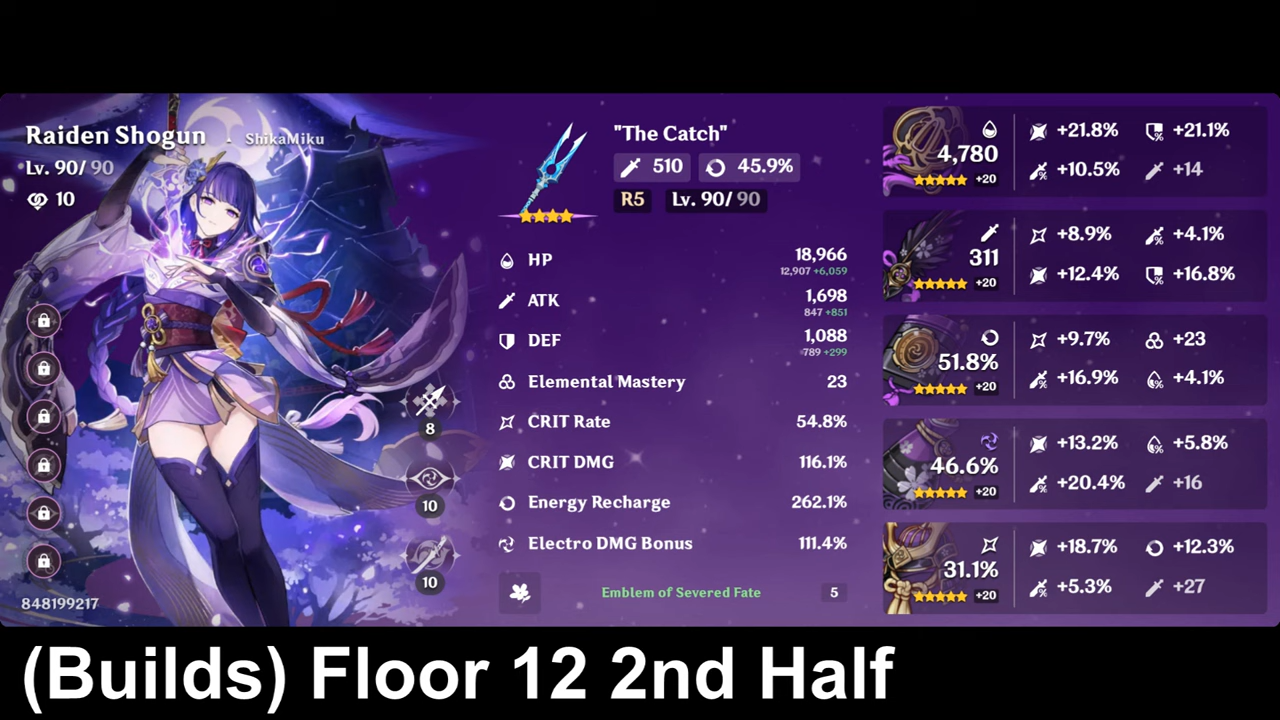 Raiden Shogun · ShikaMiku
Lv. 90/ 90
10
8
10
10
848199217
"The Catch"
510 45.9%
R5 Lv. 90/ 90
HP 18,966
12,907 +6,059
ATK 1,698
847 +851
DEF 1,088
789 +299
Elemental Mastery 23
CRIT Rate 54.8%
CRIT DMG 116.1%
Energy Recharge 262.1%
Electro DMG Bonus 111.4%
Emblem of Severed Fate 5
4,780
+20
+21.8% +21.1%
+10.5% +14
311
+20
+8.9% +4.1%
+12.4% +16.8%
51.8%
+20
+9.7% +23
+16.9% +4.1%
46.6%
+20
+13.2% +5.8%
+20.4% +16
31.1%
+20
+18.7% +12.3%
+5.3% +27
(Builds) Floor 12 2nd Half